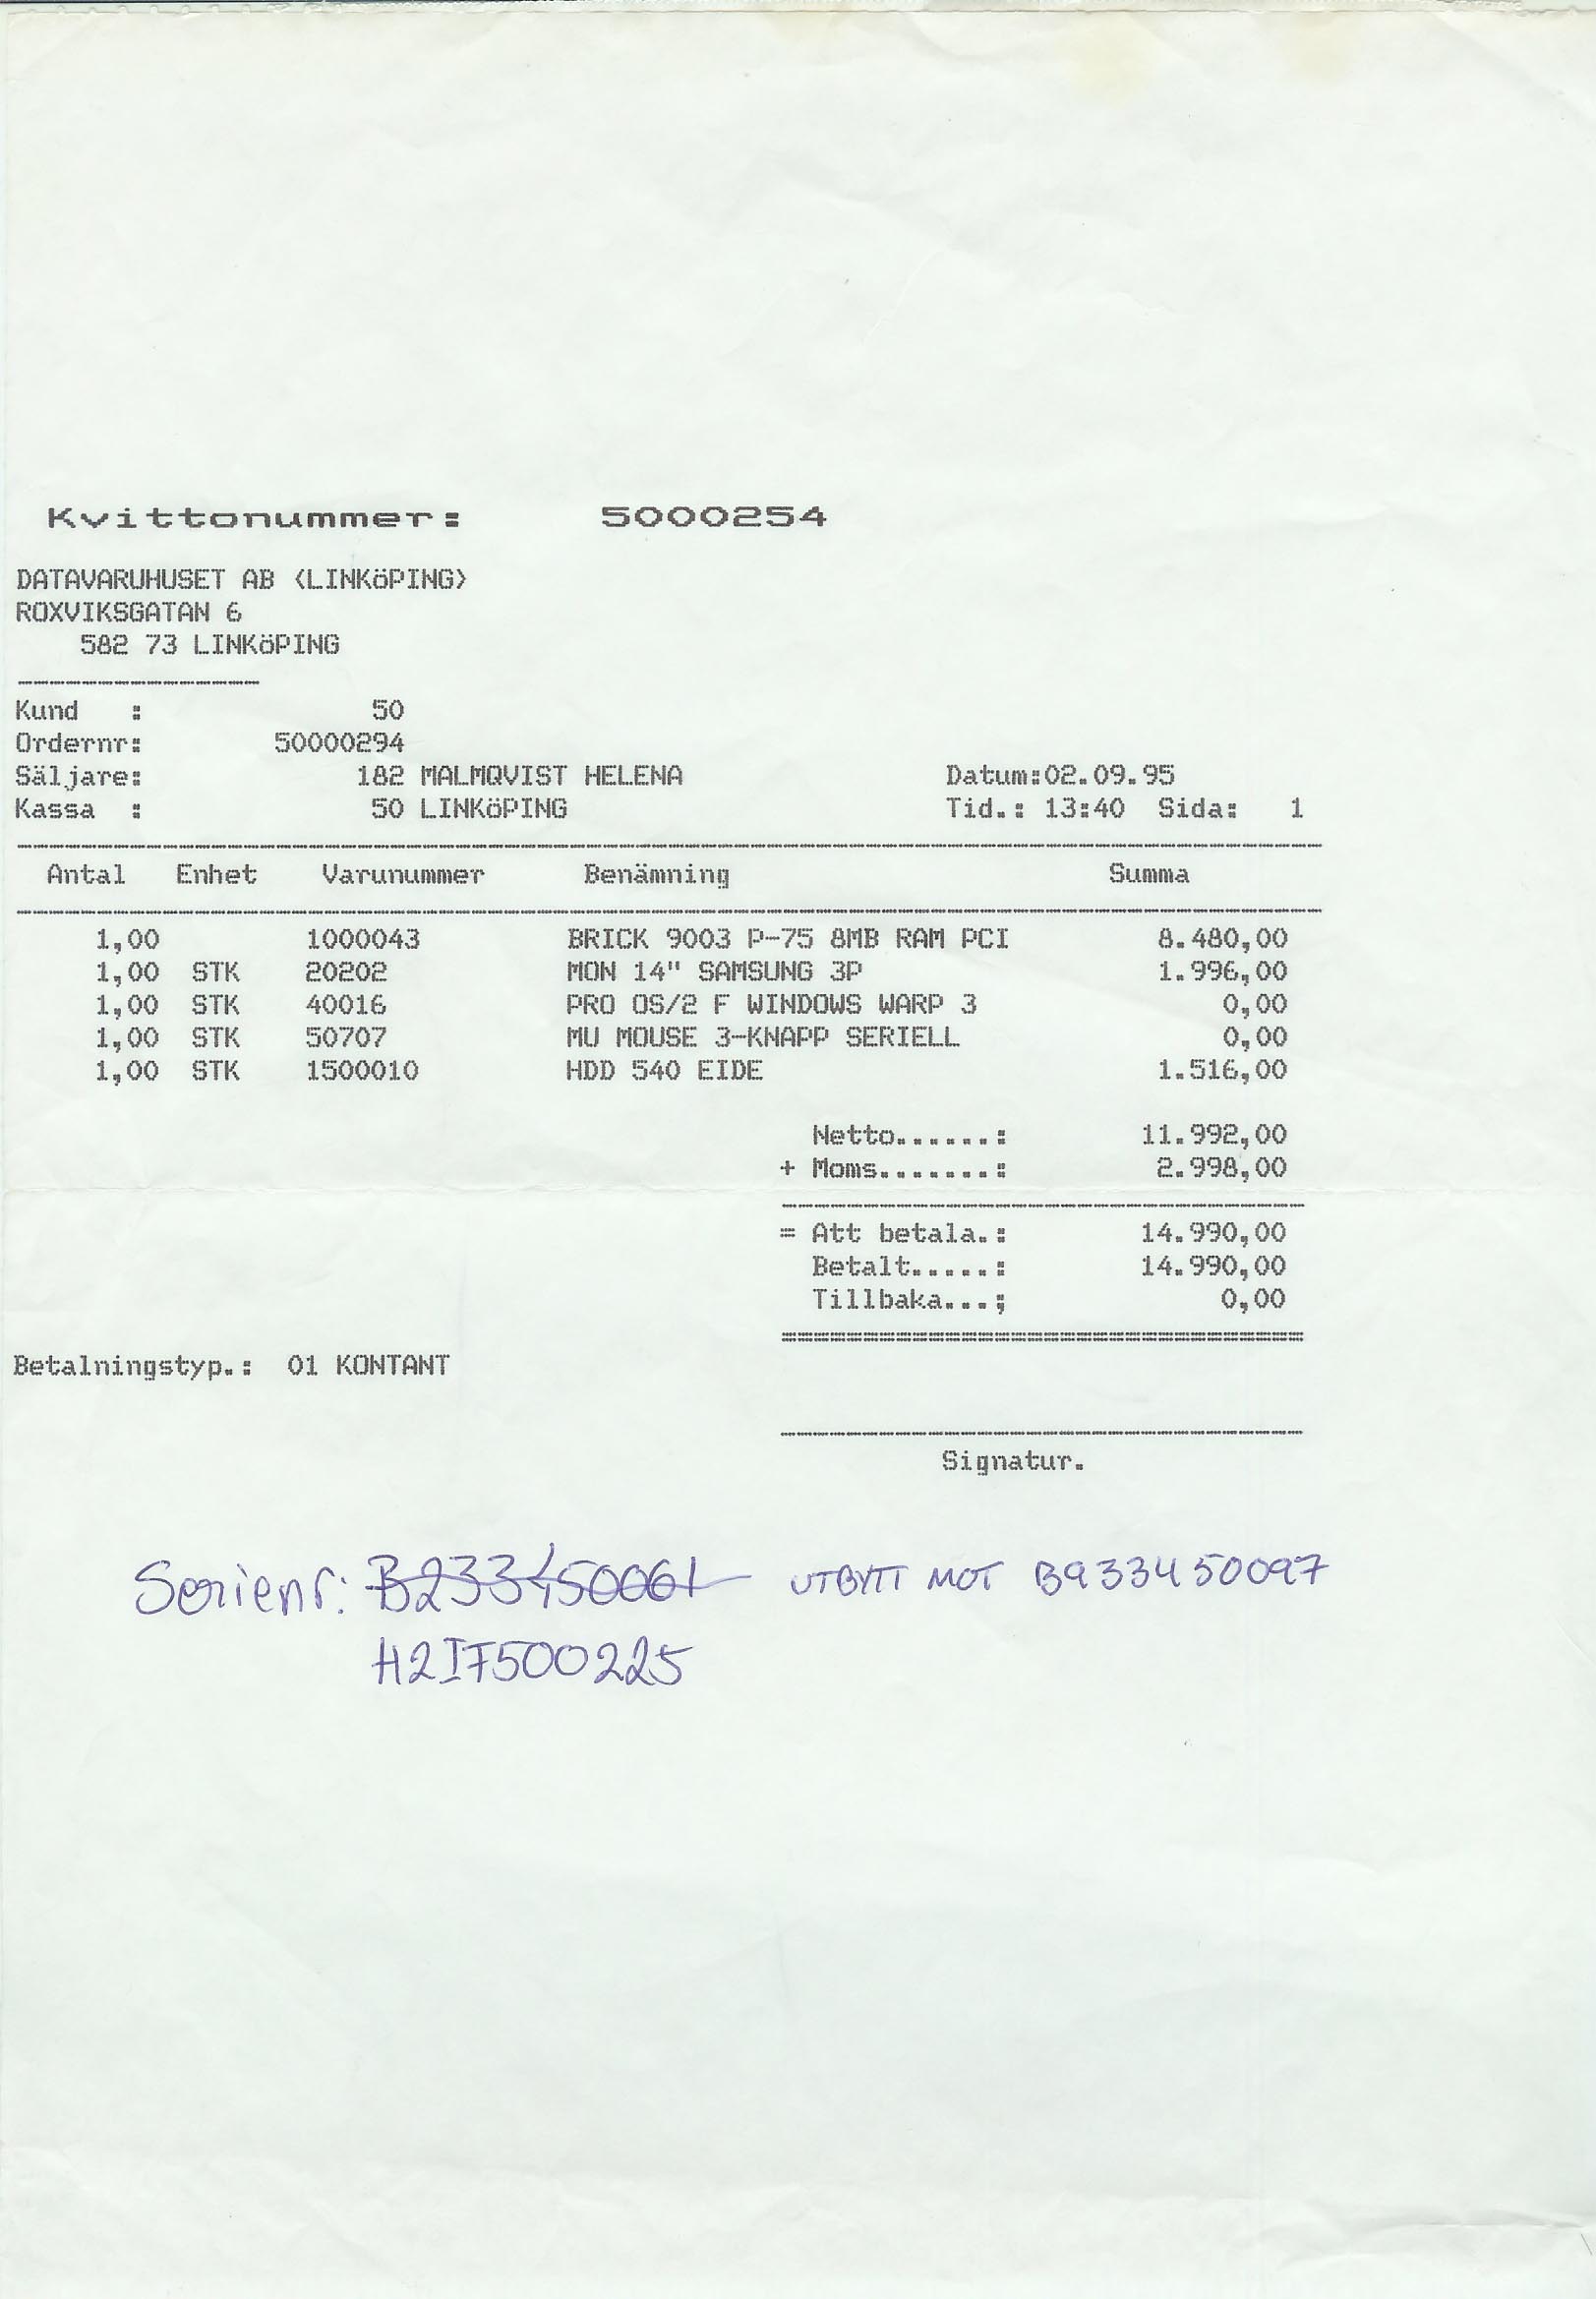 Kvittonummer: 5000254
DATAVARUHUSET AB (LINKöPING)
ROXVIKSGATAN 6
582 73 LINKöPING
Kund : 50
Ordernr: 50000294
Säljare: 182 MALMQVIST HELENA Datum:02.09.95
Kassa : 50 LINKöPING Tid.: 13:40 Sida: 1
Antal Enhet Varunummer Benämning Summa
1,00 1000043 BRICK 9003 P-75 8MB RAM PCI 8.480,00
1,00 STK 20202 MON 14" SAMSUNG 3P 1.996,00
1,00 STK 40016 PRO OS/2 F WINDOWS WARP 3 0,00
1,00 STK 50707 MU MOUSE 3-KNAPP SERIELL 0,00
1,00 STK 1500010 HDD 540 EIDE 1.516,00
Netto......: 11.992,00
+ Moms.......: 2.998,00
= Att betala.: 14.990,00
Betalt.....: 14.990,00
Tillbaka...; 0,00
Betalningstyp.: 01 KONTANT
Signatur.
Serienr: B233450061 UTBYTT MOT B933450097
H2IF500225